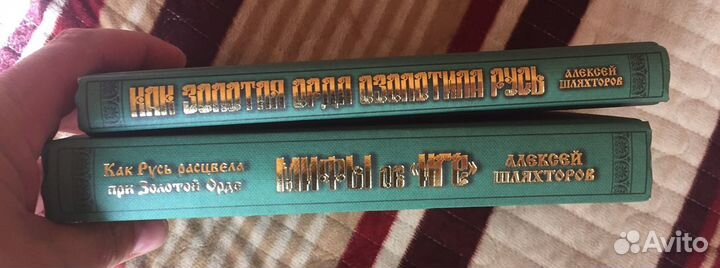 КАК ЗОЛОТАЯ ОРДА ОЗОЛОТИЛА РУСЬ
АЛЕКСЕЙ
ШЛЯХТОРОВ
Как Русь расцвела
при Золотой Орде
МИФЫ об «ИГЕ»
АЛЕКСЕЙ
ШЛЯХТОРОВ
Avito